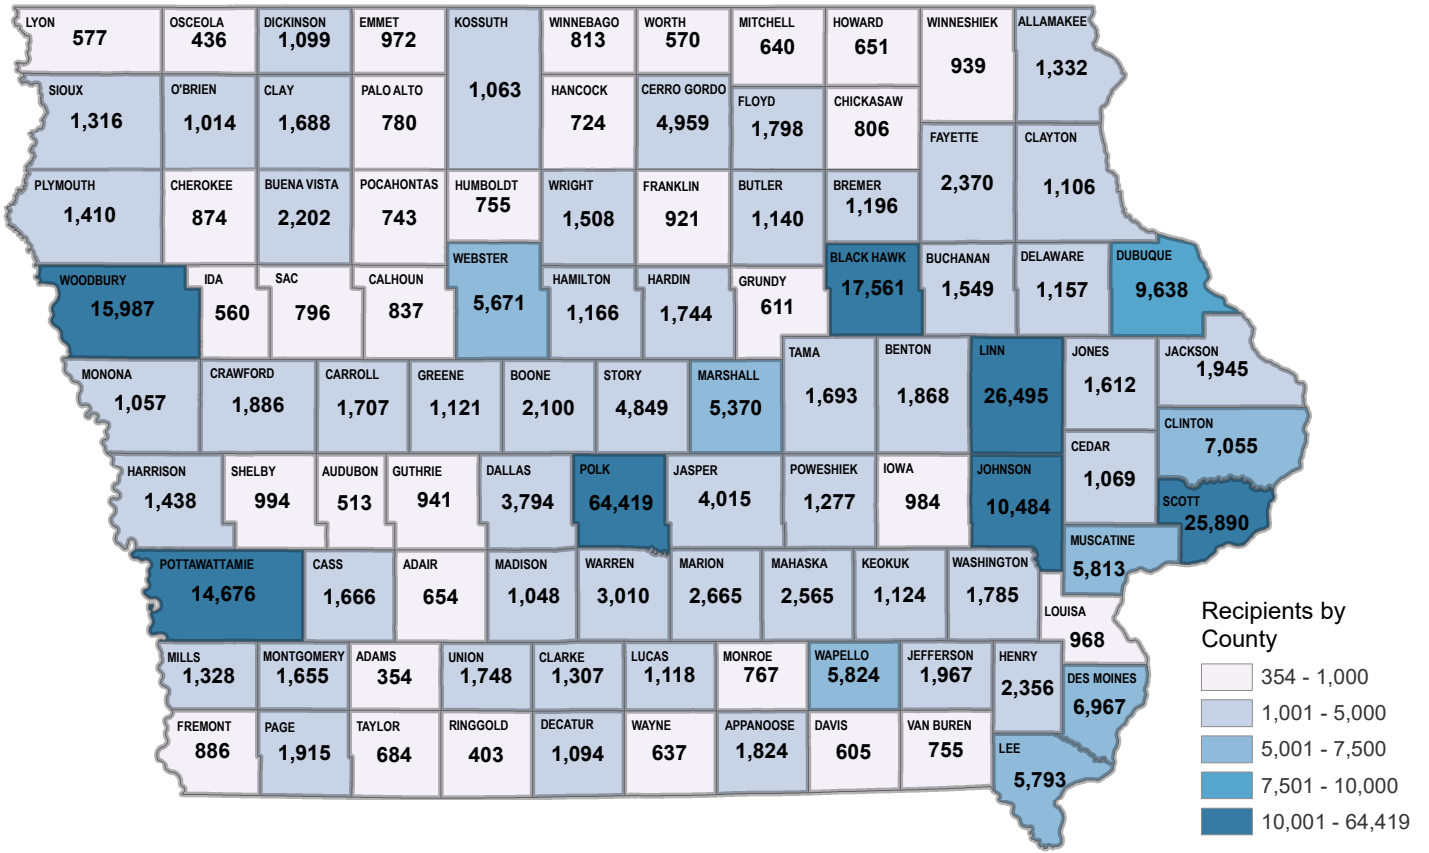 LYON
577
OSCEOLA
436
DICKINSON
1,099
EMMET
972
KOSSUTH
1,063
WINNEBAGO
813
WORTH
570
MITCHELL
640
HOWARD
651
WINNESHIEK
939
ALLAMAKEE
1,332
SIOUX
1,316
O'BRIEN
1,014
CLAY
1,688
PALO ALTO
780
HANCOCK
724
CERRO GORDO
4,959
FLOYD
1,798
CHICKASAW
806
FAYETTE
2,370
CLAYTON
1,106
PLYMOUTH
1,410
CHEROKEE
874
BUENA VISTA
2,202
POCAHONTAS
743
HUMBOLDT
755
WRIGHT
1,508
FRANKLIN
921
BUTLER
1,140
BREMER
1,196
WOODBURY
15,987
IDA
560
SAC
796
CALHOUN
837
WEBSTER
5,671
HAMILTON
1,166
HARDIN
1,744
GRUNDY
611
BLACK HAWK
17,561
BUCHANAN
1,549
DELAWARE
1,157
DUBUQUE
9,638
MONONA
1,057
CRAWFORD
1,886
CARROLL
1,707
GREENE
1,121
BOONE
2,100
STORY
4,849
MARSHALL
5,370
TAMA
1,693
BENTON
1,868
LINN
26,495
JONES
1,612
JACKSON
1,945
CLINTON
7,055
HARRISON
1,438
SHELBY
994
AUDUBON
513
GUTHRIE
941
DALLAS
3,794
POLK
64,419
JASPER
4,015
POWESHIEK
1,277
IOWA
984
JOHNSON
10,484
CEDAR
1,069
SCOTT
25,890
MUSCATINE
5,813
POTTAWATTAMIE
14,676
CASS
1,666
ADAIR
654
MADISON
1,048
WARREN
3,010
MARION
2,665
MAHASKA
2,565
KEOKUK
1,124
WASHINGTON
1,785
LOUISA
968
MILLS
1,328
MONTGOMERY
1,655
ADAMS
354
UNION
1,748
CLARKE
1,307
LUCAS
1,118
MONROE
767
WAPELLO
5,824
JEFFERSON
1,967
HENRY
2,356
DES MOINES
6,967
FREMONT
886
PAGE
1,915
TAYLOR
684
RINGGOLD
403
DECATUR
1,094
WAYNE
637
APPANOOSE
1,824
DAVIS
605
VAN BUREN
755
LEE
5,793
Recipients by
County
354 - 1,000
1,001 - 5,000
5,001 - 7,500
7,501 - 10,000
10,001 - 64,419